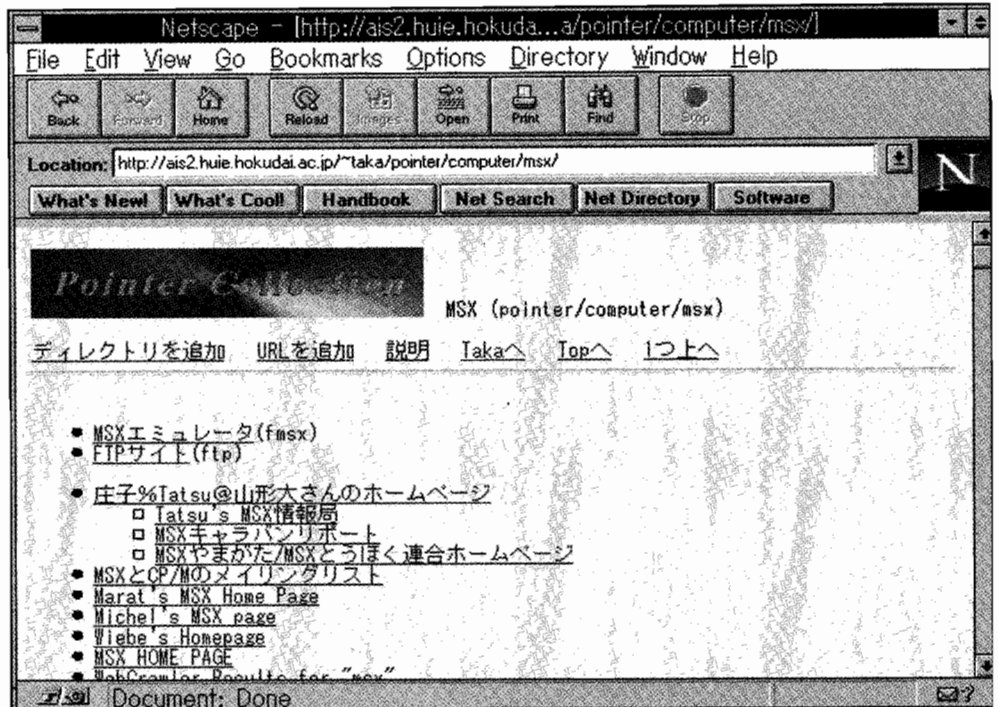 Netscape - [http://ais2.huie.hokuda...a/pointer/computer/msx/]
File Edit View Go Bookmarks Options Directory Window Help
Back Forward Home Reload Images Open Print Find Stop
Location: http://ais2.huie.hokudai.ac.jp/~taka/pointer/computer/msx/
N
What's New! What's Cool! Handbook Net Search Net Directory Software
Pointer Collection
MSX (pointer/computer/msx)
ディレクトリを追加 URLを追加 説明 Takaへ Topへ 1つ上へ
MSXエミュレータ(fmsx)
FTPサイト(ftp)
庄子%Tatsu@山形大さんのホームページ
Tatsu's MSX情報局
MSXキャラバンリポート
MSXやまがた/MSXとうほく連合ホームページ
MSXとCP/Mのメイリングリスト
Marat's MSX Home Page
Michel's MSX page
Wiebe's Homepage
MSX HOME PAGE
WebCrawler Results for "msx"
Document: Done
?